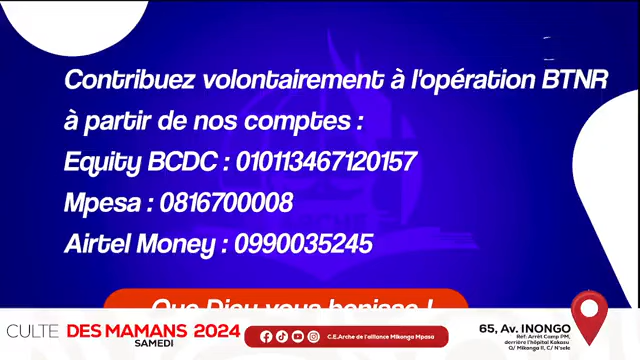 Contribuez volontairement à l'opération BTNR
à partir de nos comptes :
Equity BCDC : 010113467120157
Mpesa : 0816700008
Airtel Money : 0990035245
Que Dieu vous bénisse !
CULTE DES MAMANS 2024
SAMEDI
C.E.Arche de l'alliance Mikonga Mpasa
65, Av. INONGO
Réf: Arrêt Camp PM,
derrière l'hôpital Kakasu
Q/ Mikonga II, C/ N'sele